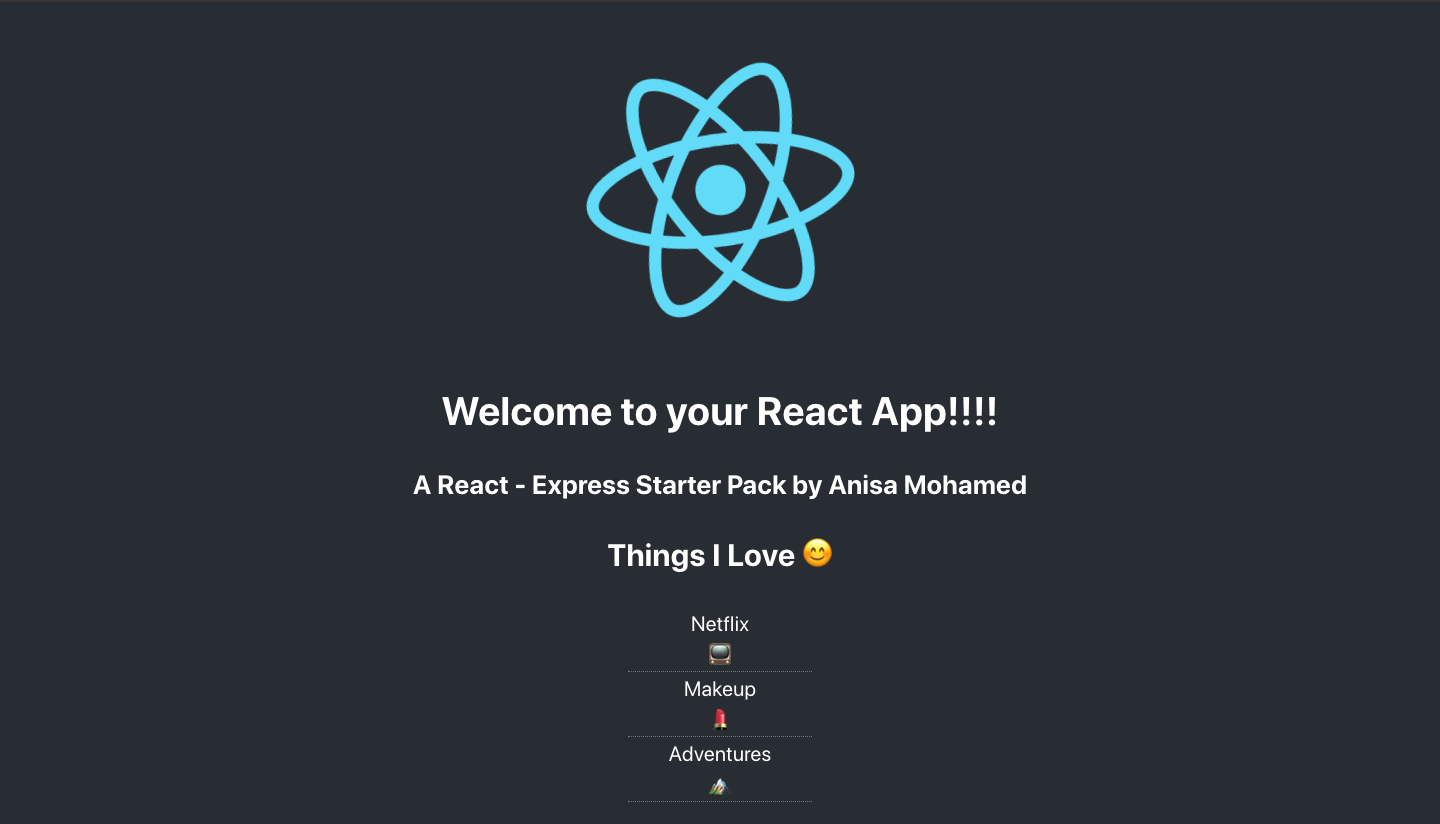 Welcome to your React App!!!!
A React - Express Starter Pack by Anisa Mohamed
Things I Love 😊
Netflix
📺
Makeup
💄
Adventures
⛰️